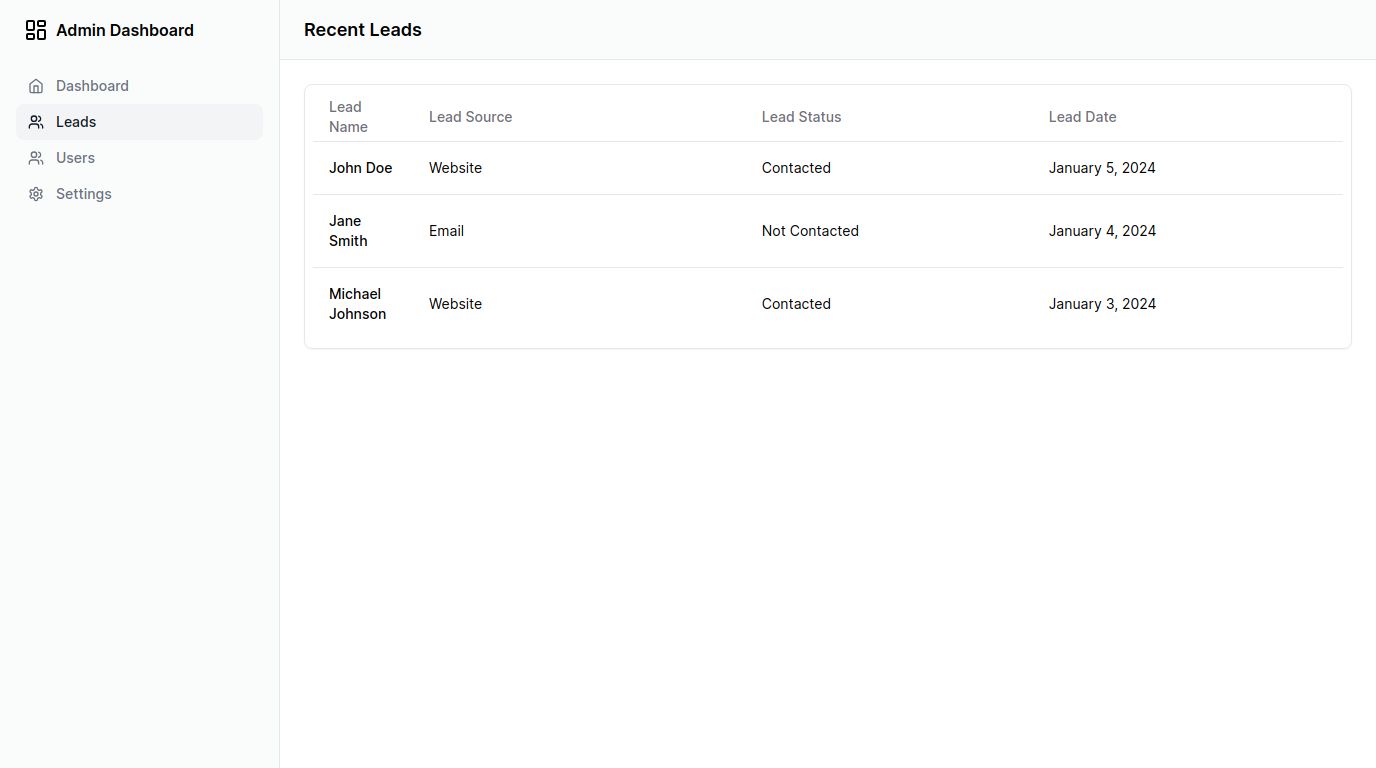 Admin Dashboard
Dashboard
Leads
Users
Settings
Recent Leads
Lead
Name
Lead Source
Lead Status
Lead Date
John Doe
Website
Contacted
January 5, 2024
Jane
Smith
Email
Not Contacted
January 4, 2024
Michael
Johnson
Website
Contacted
January 3, 2024